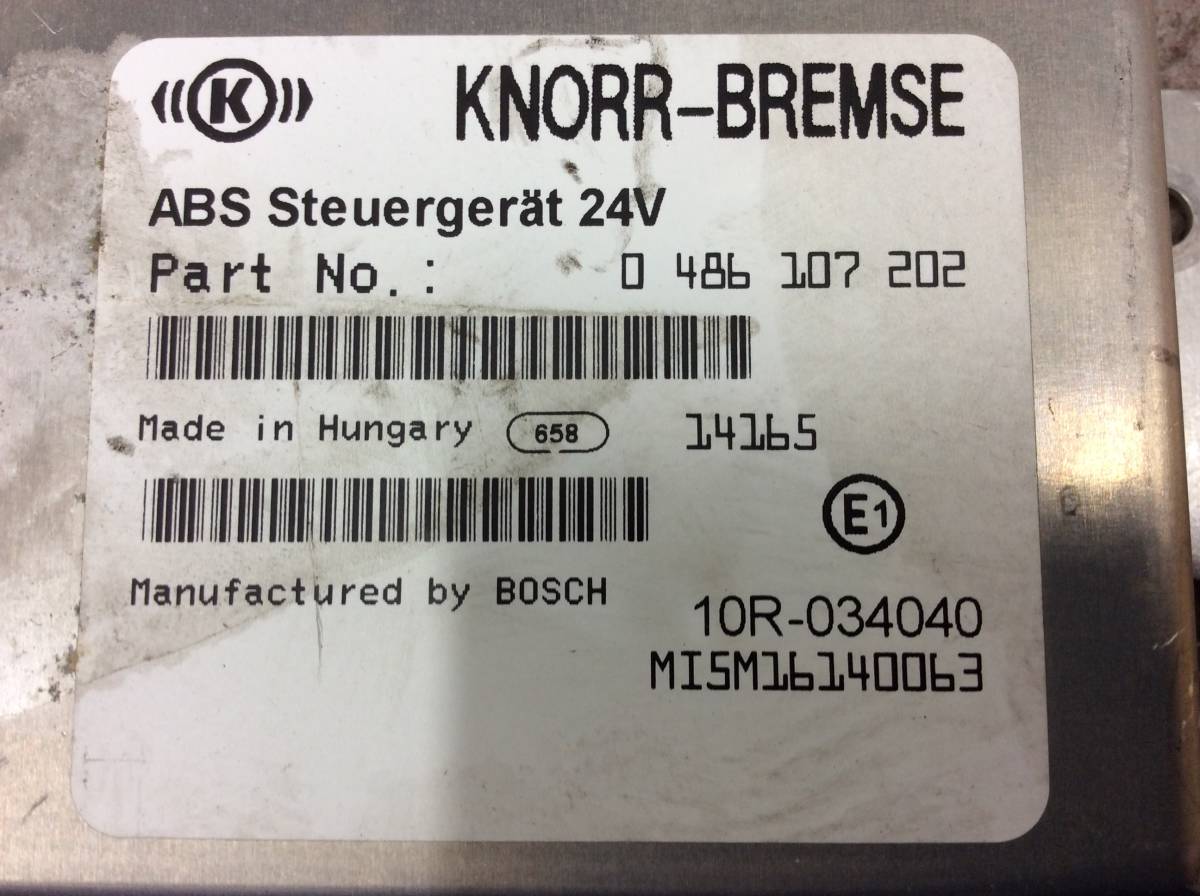 K KNORR-BREMSE
ABS Steuergerät 24V
Part No.: 0 486 107 202
Made in Hungary 658 14165
E1
Manufactured by BOSCH
10R-034040
MISM16140063